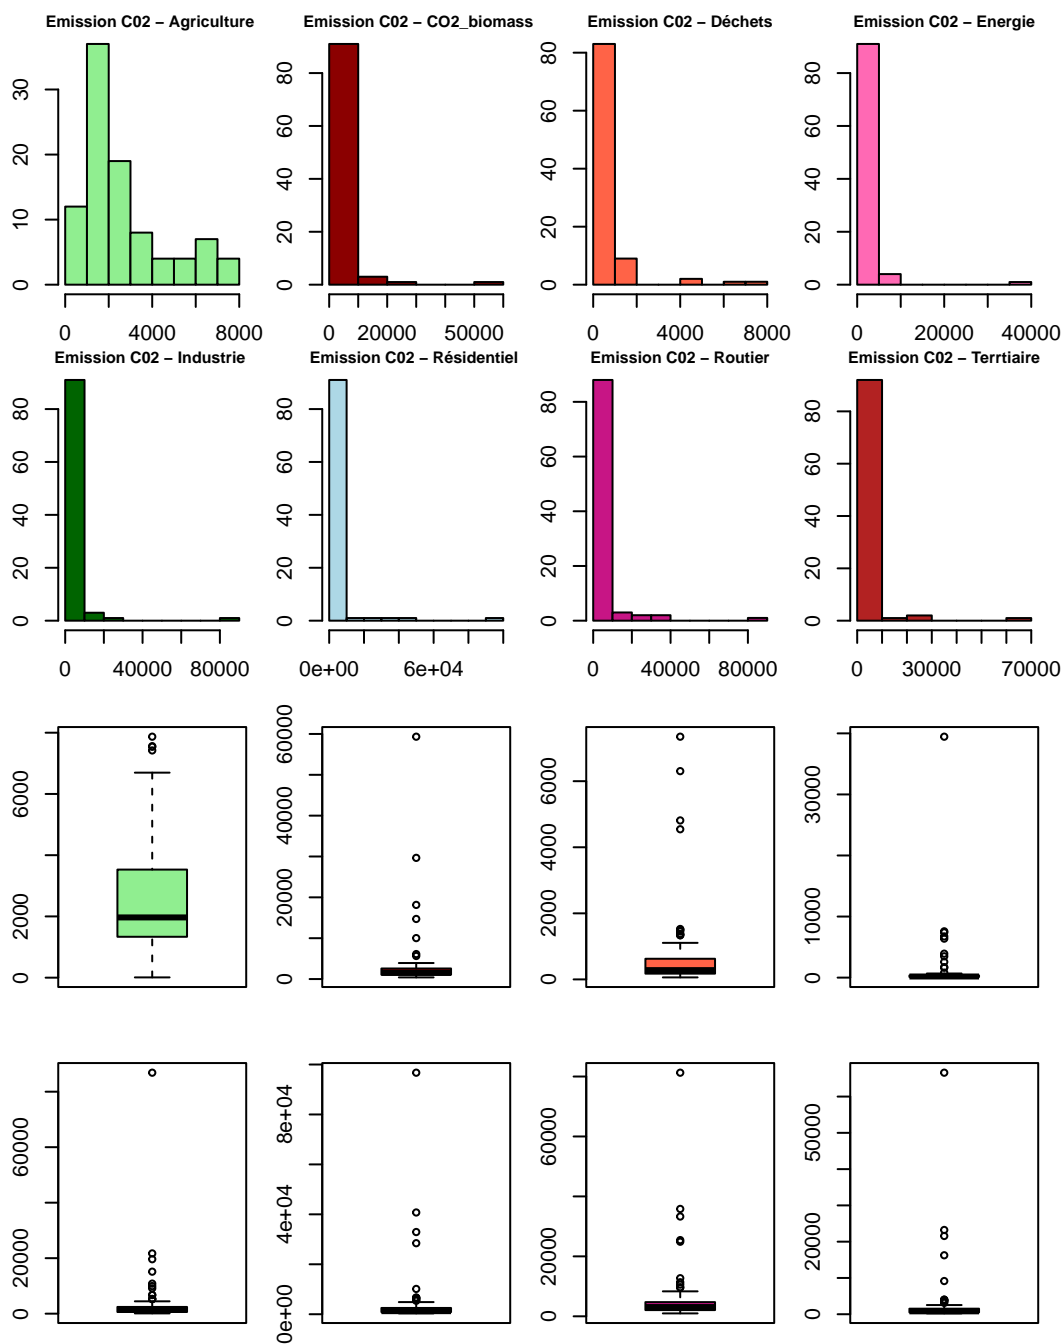 Emission C02 − Agriculture
0 10 20 30
0 4000 8000
Emission C02 − CO2_biomass
0 20 40 60 80
0 20000 50000
Emission C02 − Déchets
0 20 40 60 80
0 4000 8000
Emission C02 − Energie
0 20 40 60 80
0 20000 40000
Emission C02 − Industrie
0 20 40 60 80
0 40000 80000
Emission C02 − Résidentiel
0 20 40 60 80
0e+00 6e+04
Emission C02 − Routier
0 20 40 60 80
0 40000 80000
Emission C02 − Terrtiaire
0 20 40 60 80
0 30000 70000
0 2000 6000
0 20000 40000 60000
0 2000 4000 6000
0 10000 30000
0 20000 60000
0e+00 4e+04 8e+04
0 20000 60000
0 20000 50000